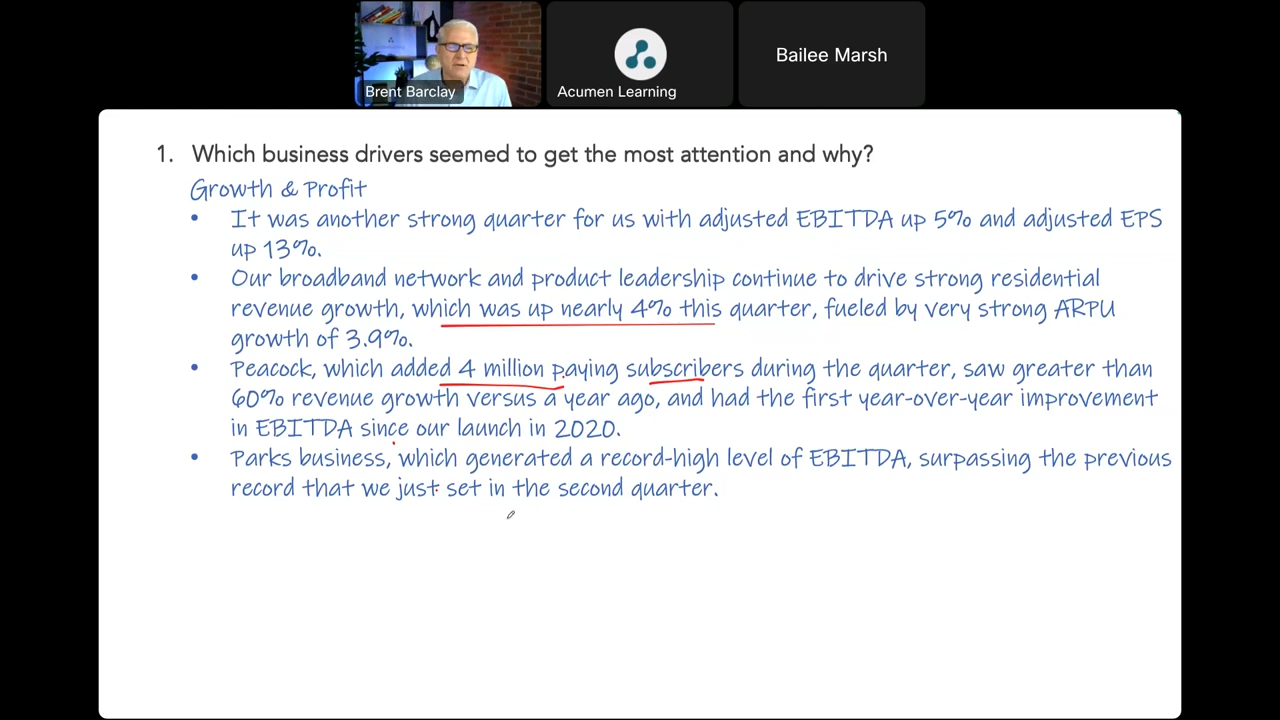 Brent Barclay
Acumen Learning
Bailee Marsh
1. Which business drivers seemed to get the most attention and why?
Growth & Profit
• It was another strong quarter for us with adjusted EBITDA up 5% and adjusted EPS
up 13%.
• Our broadband network and product leadership continue to drive strong residential
revenue growth, which was up nearly 4% this quarter, fueled by very strong ARPU
growth of 3.9%.
• Peacock, which added 4 million paying subscribers during the quarter, saw greater than
60% revenue growth versus a year ago, and had the first year-over-year improvement
in EBITDA since our launch in 2020.
• Parks business, which generated a record-high level of EBITDA, surpassing the previous
record that we just set in the second quarter.